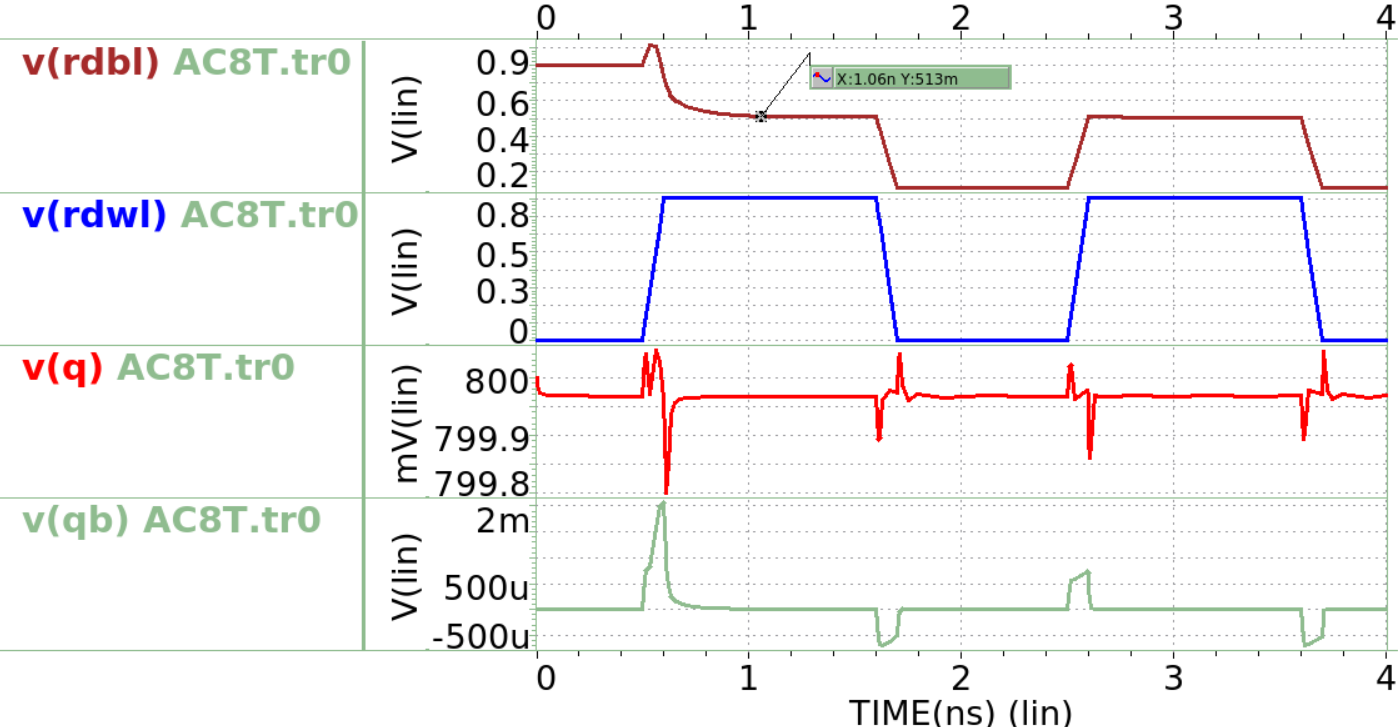 0 1 2 3 4
v(rdbl) AC8T.tr0
V(lin)
0.9
0.6
0.4
0.2
X:1.06n Y:513m
v(rdwl) AC8T.tr0
V(lin)
0.8
0.5
0.3
0
v(q) AC8T.tr0
mV(lin)
800
799.9
799.8
v(qb) AC8T.tr0
V(lin)
2m
500u
-500u
0 1 2 3 4
TIME(ns) (lin)